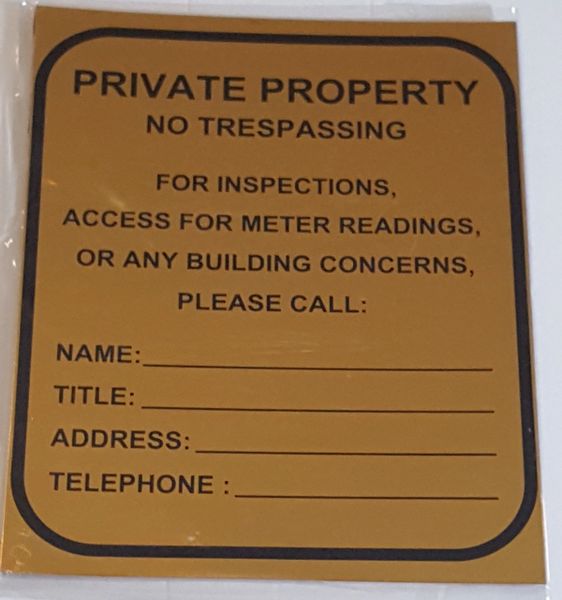 PRIVATE PROPERTY
NO TRESPASSING
FOR INSPECTIONS,
ACCESS FOR METER READINGS,
OR ANY BUILDING CONCERNS,
PLEASE CALL:
NAME:
TITLE:
ADDRESS:
TELEPHONE :